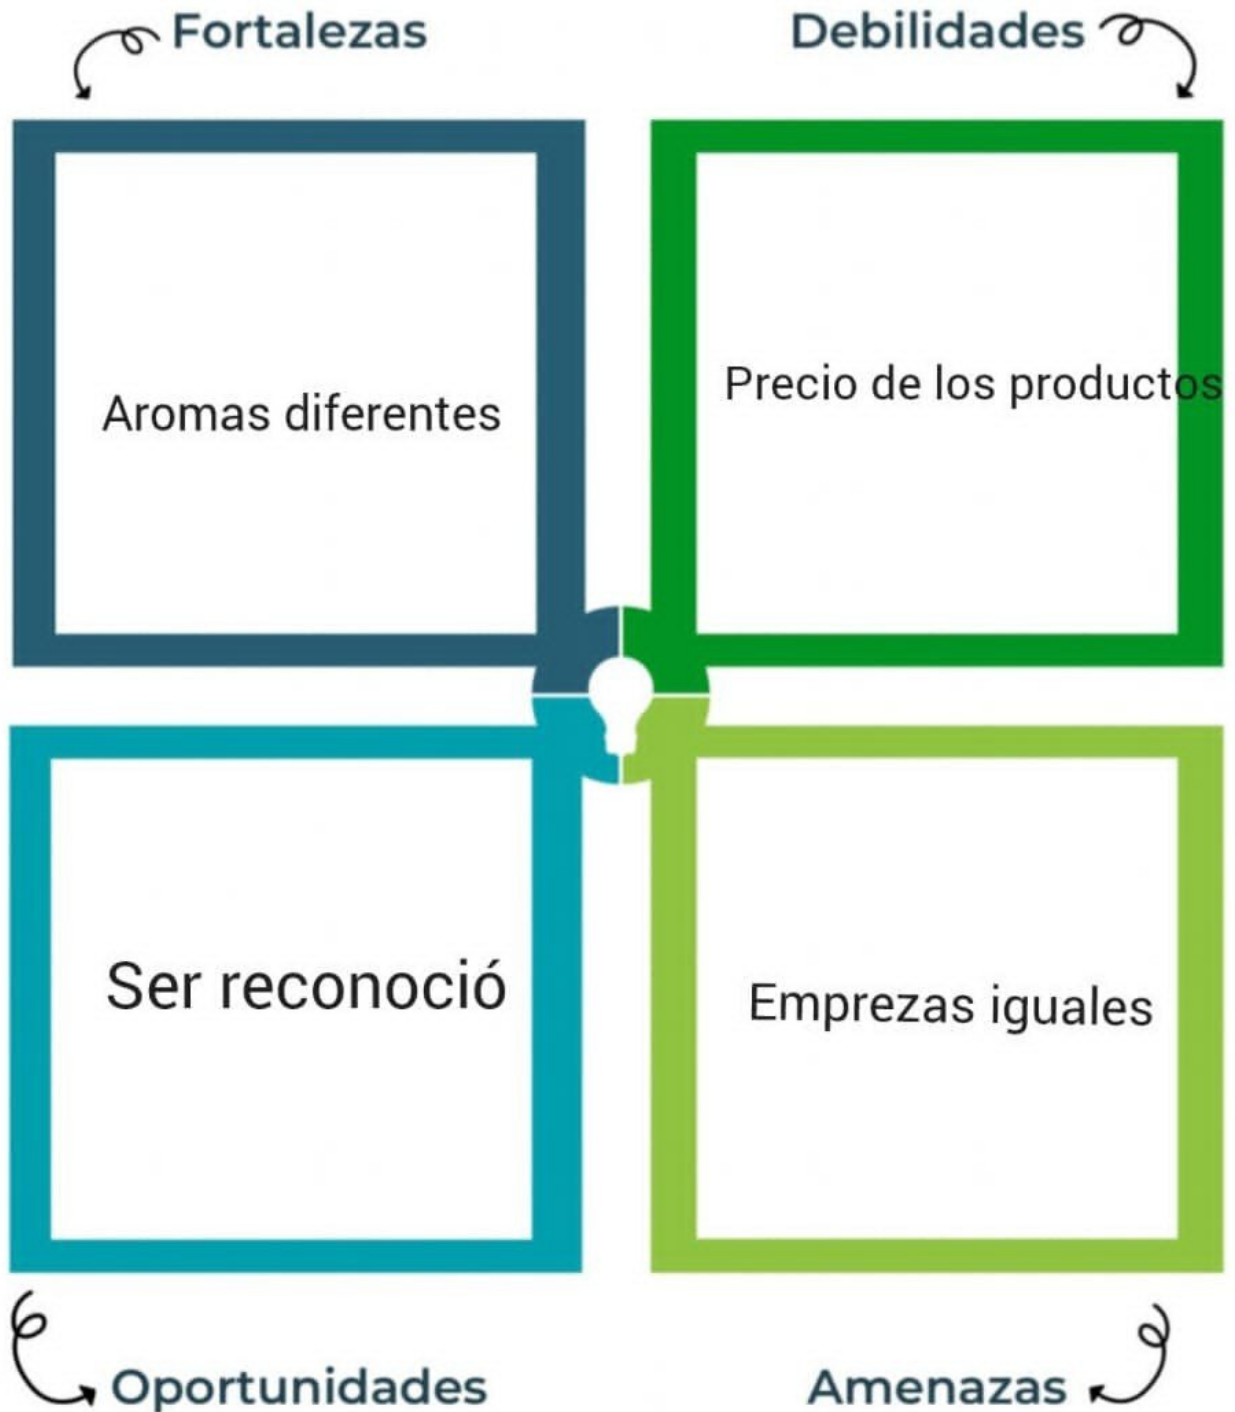 Fortalezas
Debilidades
Aromas diferentes
Precio de los productos
Ser reconoció
Emprezas iguales
Oportunidades
Amenazas